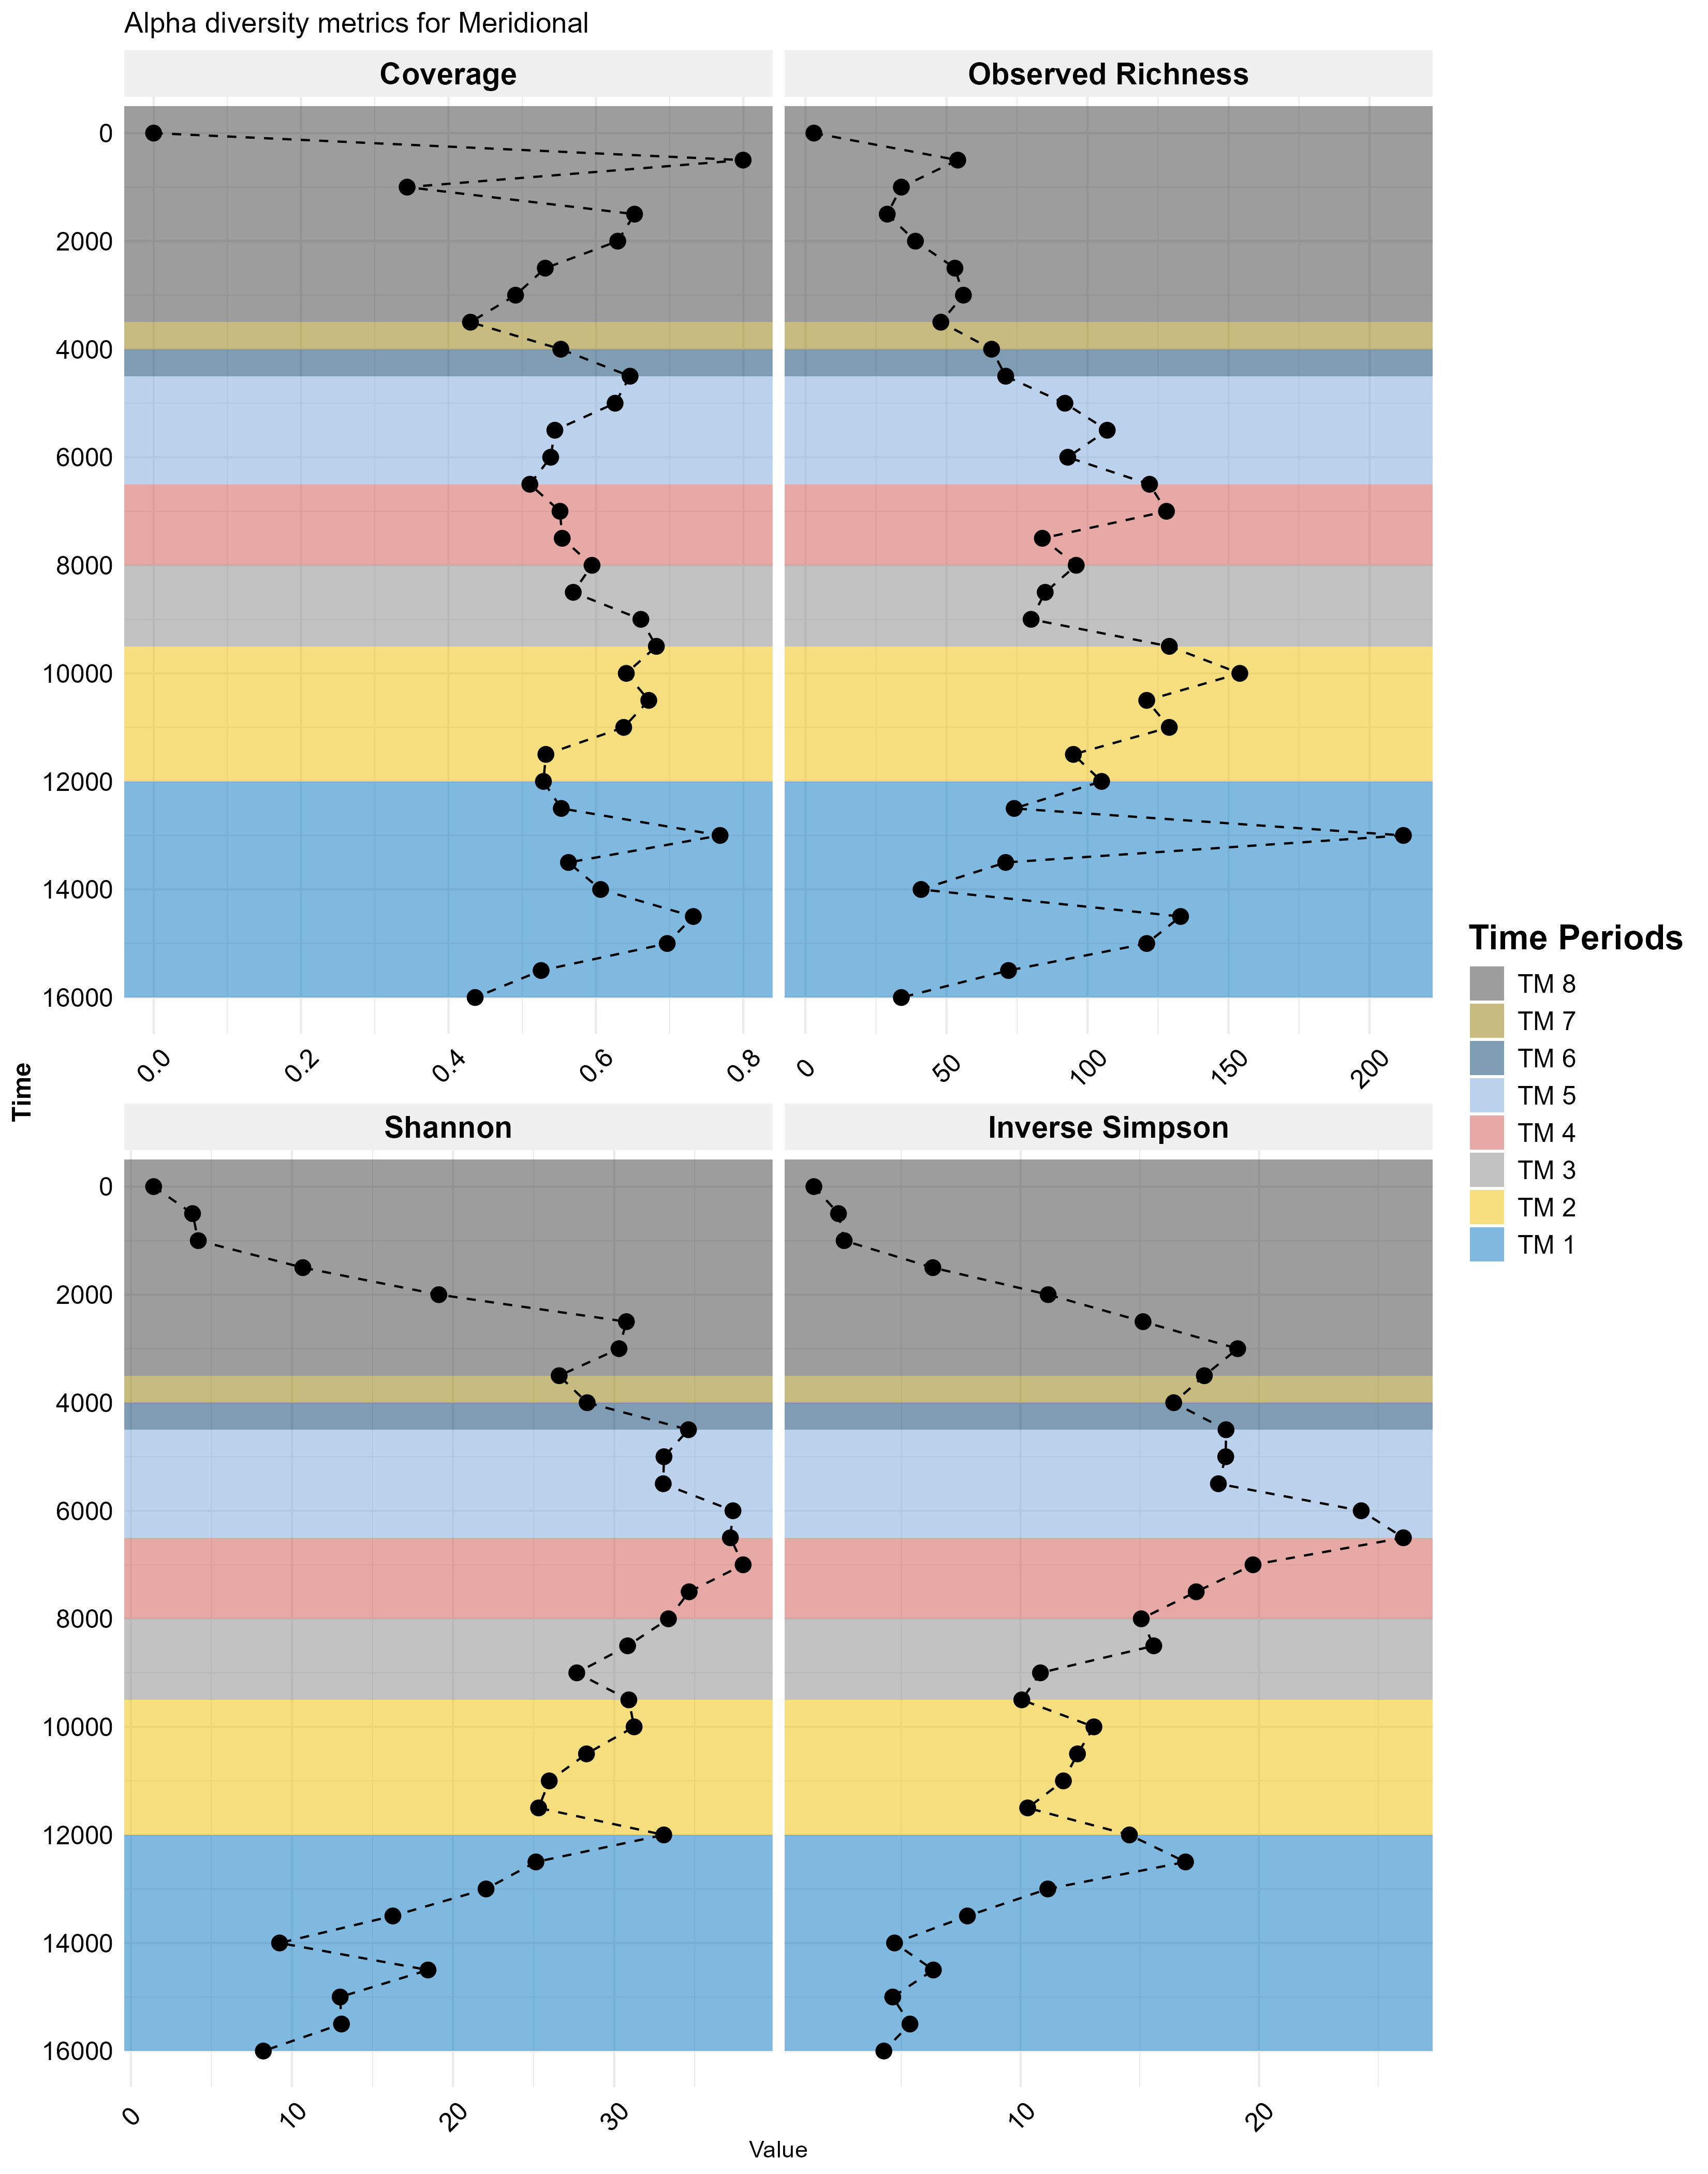 Alpha diversity metrics for Meridional
Coverage
Observed Richness
0
2000
4000
6000
8000
10000
12000
14000
16000
0.0
0.2
0.4
0.6
0.8
0
50
100
150
200
Time
Shannon
Inverse Simpson
0
2000
4000
6000
8000
10000
12000
14000
16000
0
10
20
30
10
20
Value
Time Periods
TM 8
TM 7
TM 6
TM 5
TM 4
TM 3
TM 2
TM 1